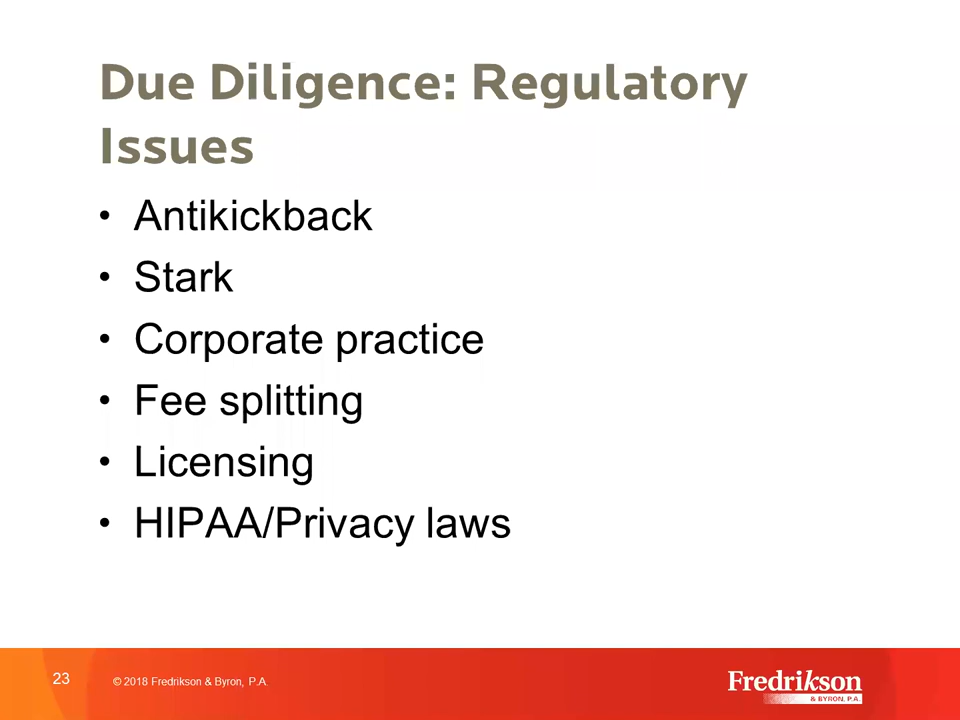 Due Diligence: Regulatory
Issues
• Antikickback
• Stark
• Corporate practice
• Fee splitting
• Licensing
• HIPAA/Privacy laws
23
© 2018 Fredrikson & Byron, P.A.
Fredrikson
& BYRON, P.A.